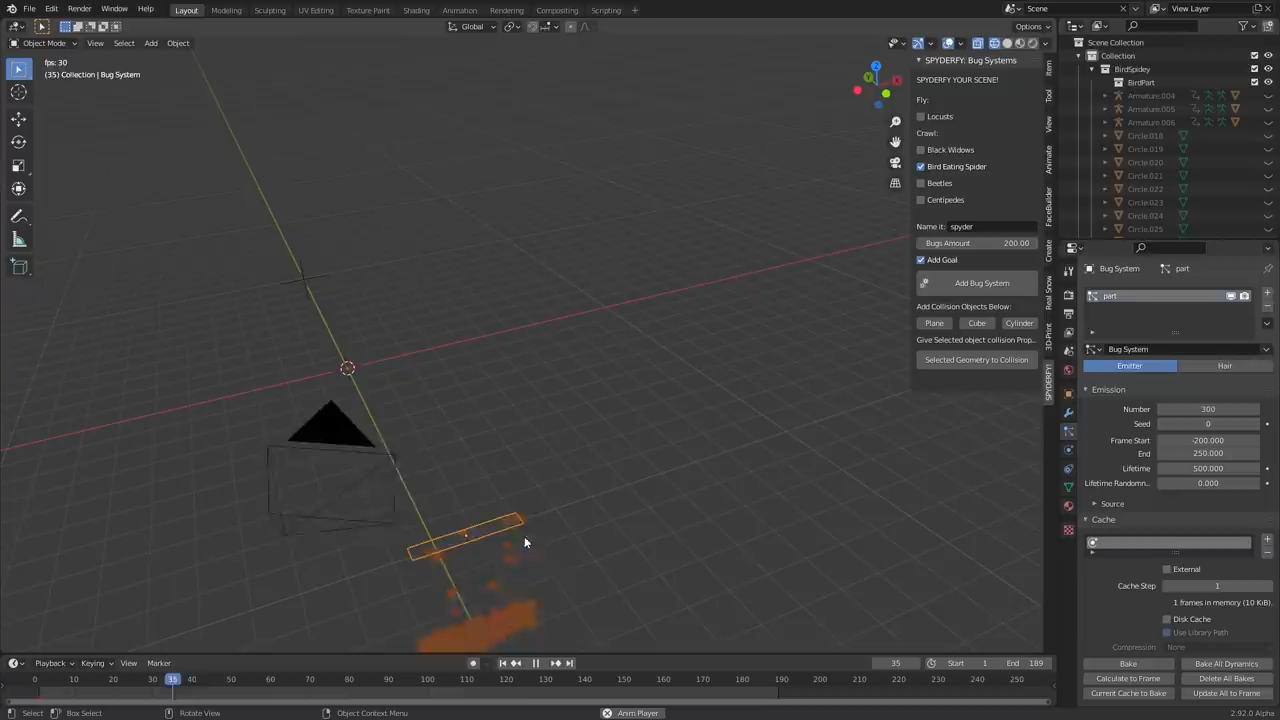 File Edit Render Window Help
Layout Modeling Sculpting UV Editing Texture Paint Shading Animation Rendering Compositing Scripting +
Scene
View Layer
Global
Options
Object Mode View Select Add Object
fps: 30
(35) Collection | Bug System
SPYDERFY: Bug Systems
SPYDERFY YOUR SCENE!
Fly:
Locusts
Crawl:
Black Widows
Bird Eating Spider
Beetles
Centipedes
Name it: spyder
Bugs Amount 200.00
Add Goal
Add Bug System
Add Collision Objects Below:
Plane Cube Cylinder
Give Selected object collision Prop..
Selected Geometry to Collision
Item
Tool
View
Animate
FaceBuilder
Create
Real Snow
3D-Print
SPYDERFY!
X
Y
Z
Scene Collection
Collection
BirdSpidey
BirdPart
Armature.004
Armature.005
Armature.006
Circle.018
Circle.019
Circle.020
Circle.021
Circle.022
Circle.023
Circle.024
Circle.025
Bug System part
part
Bug System
Emitter Hair
Emission
Number 300
Seed 0
Frame Start -200.000
End 250.000
Lifetime 500.000
Lifetime Randomn.. 0.000
Source
Cache
External
Cache Step 1
1 frames in memory (10 KiB).
Disk Cache
Use Library Path
Compression: None
Bake Bake All Dynamics
Calculate to Frame Delete All Bakes
Current Cache to Bake Update All to Frame
Playback Keying View Marker
35 Start 1 End 189
0 35 40 50 60 70 80 90 100 110 120 130 140 150 160 170 180 190 200 210 220 230 240 250
Select Box Select Rotate View Object Context Menu Anim Player 2.92.0 Alpha